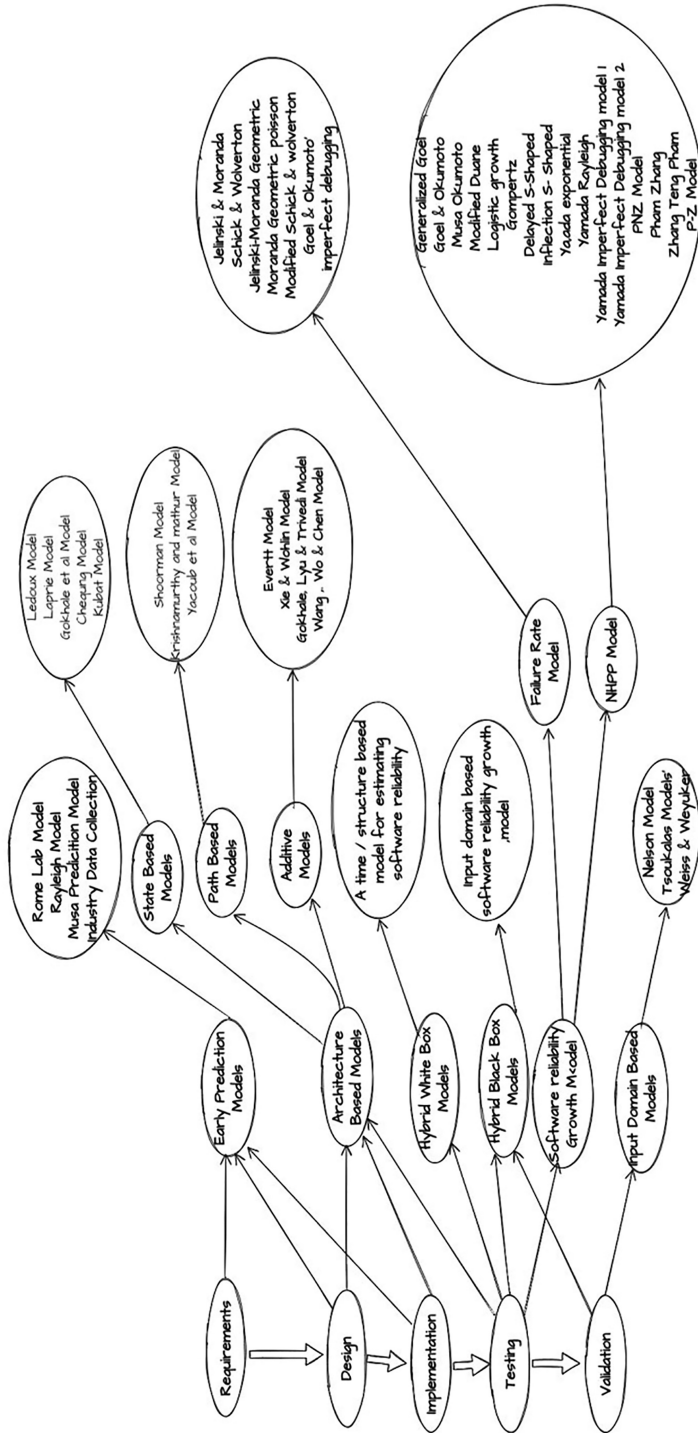 Requirements
Design
Implementation
Testing
Validation
Early Prediction
Models
Architecture
Based Models
Hybrid White Box
Models
Hybrid Black Box
Models
Software reliability
Growth M<odel
Input Domain Based
Models
Rome Lab Model
Rayleigh Model
Musa Predicition Model
Industry Data Collection
State Based
Models
Path Based
Models
Additive
Models
A time / structure based
model for estimating
software reliability
Input domain based
software reliability growth
.model
Failure Rate
Model
NHPP Model
Nelson Model
Tsoukalas Models'
Weiss & Weyuker
Ledoux Model
Laprie Model
Gokhale et al Model
Chequng Model
Kubat Model
Shoorman Model
Krishnamurthy and mathur Model
Yacoub et al Model
Evertt Model
Xie & Wohlin Model
Gokhale, Lyu & Trivedi Model
Wang , Wo & Chen Model
Jelinski & Moranda
Schick & Wolverton
Jelinski-Moranda Geometric
Moranda Geometric poisson
Modified Schick & wolverton
Goel & Okumoto'
imperfect debugging
Generalized Goel
Goel & Okumoto
Musa Okumoto
Modified Duane
Logistic growth
Gompertz
Delayed S-Shaped
Inflection S- Shaped
Yaada exponential
Yamada Rayleigh
Yamada Imperfect Debugging model 1
Yamada Imperfect Debugging model 2
PNZ Model
Pham Zhang
Zhang Teng Pham
P-Z Model